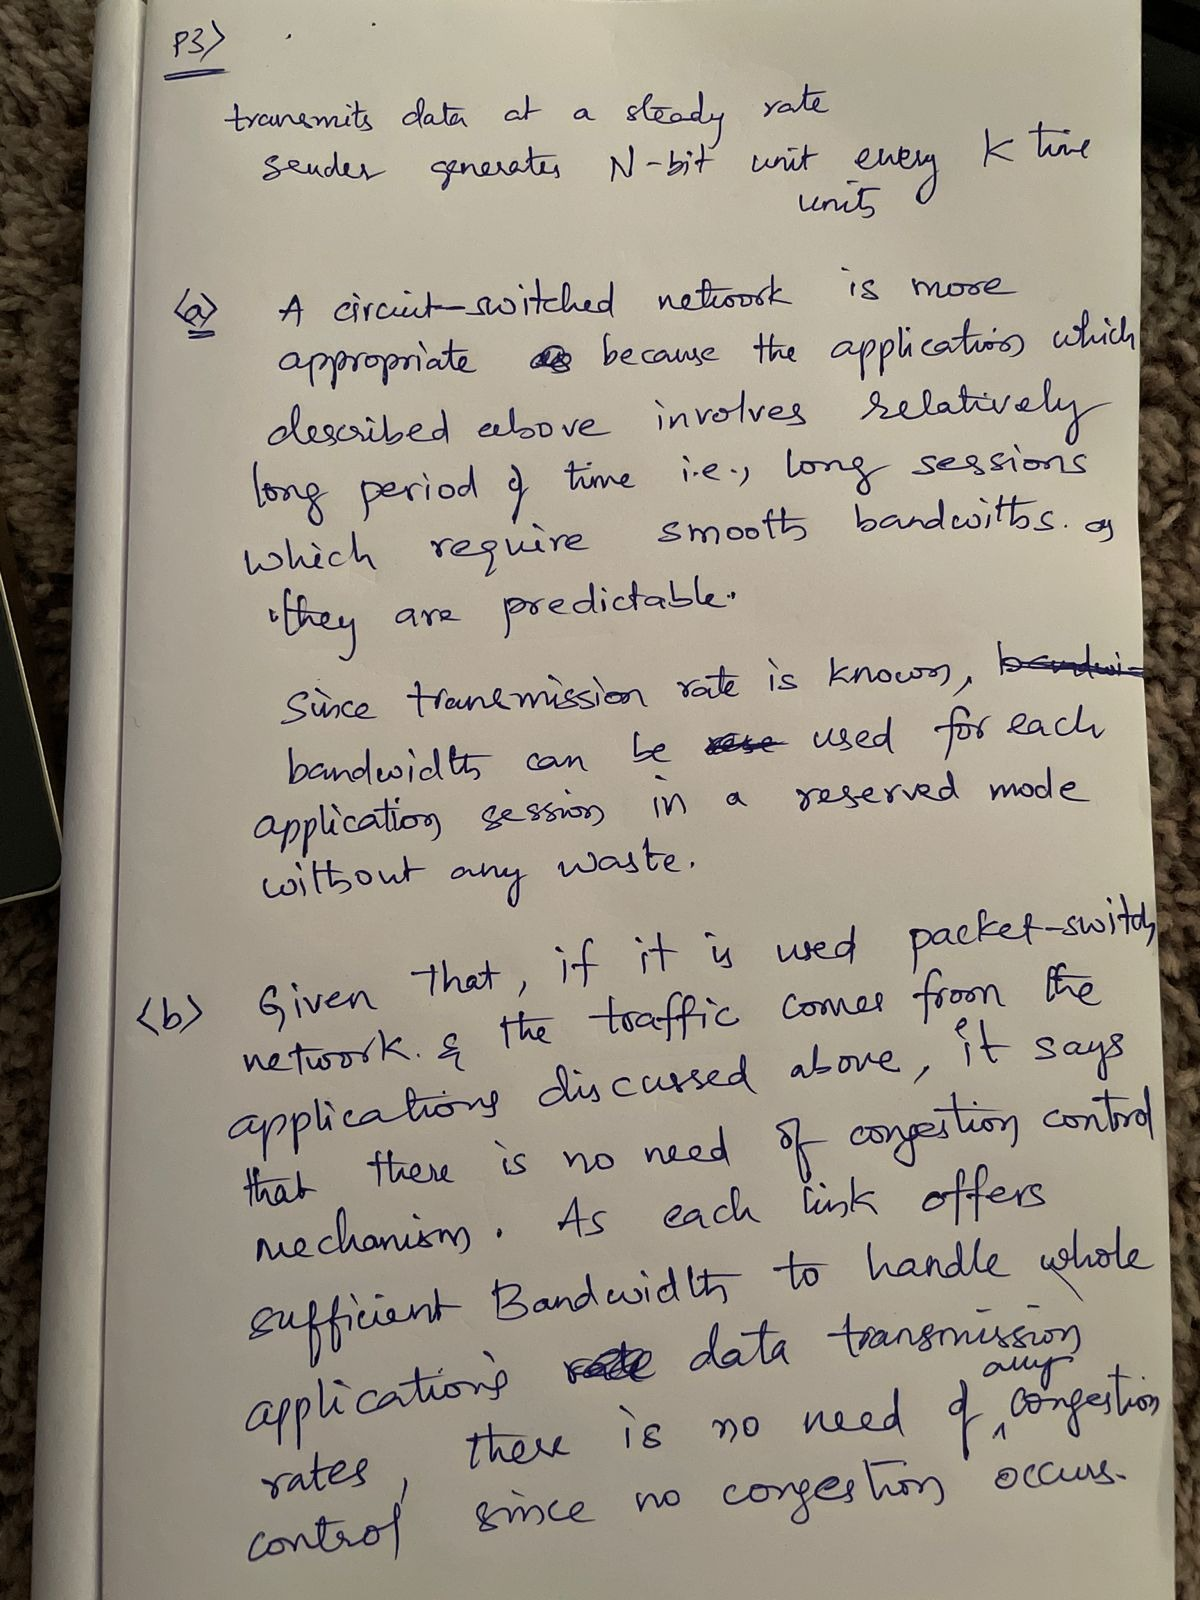 P3>
transmits data at a steady rate
sender generates N-bit unit every K time
units
<a> A circuit-switched network is more
appropriate because the application which
described above involves relatively
long period of time i.e., long sessions
which require smooth bandwiths. as
they are predictable.
Since transmission rate is known,
bandwidth can be used for each
application session in a reserved mode
without any waste.
<b> Given that, if it is used packet-switch
network. & the traffic comes from the
applications discussed above, it says
that there is no need of congestion control
mechanism. As each link offers
sufficient Bandwidth to handle whole
application's data transmission
rates, there is no need of any congestion
control since no congestion occurs.